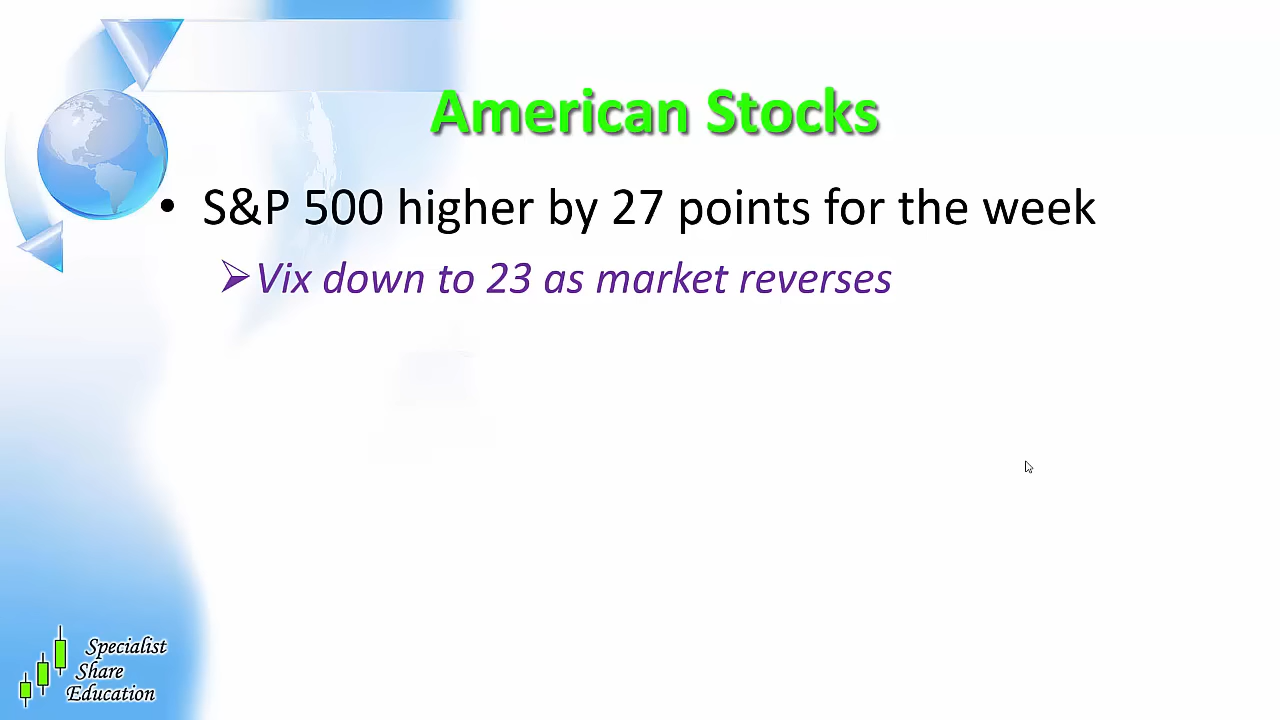 American Stocks
• S&P 500 higher by 27 points for the week
➢ Vix down to 23 as market reverses
Specialist
Share
Education